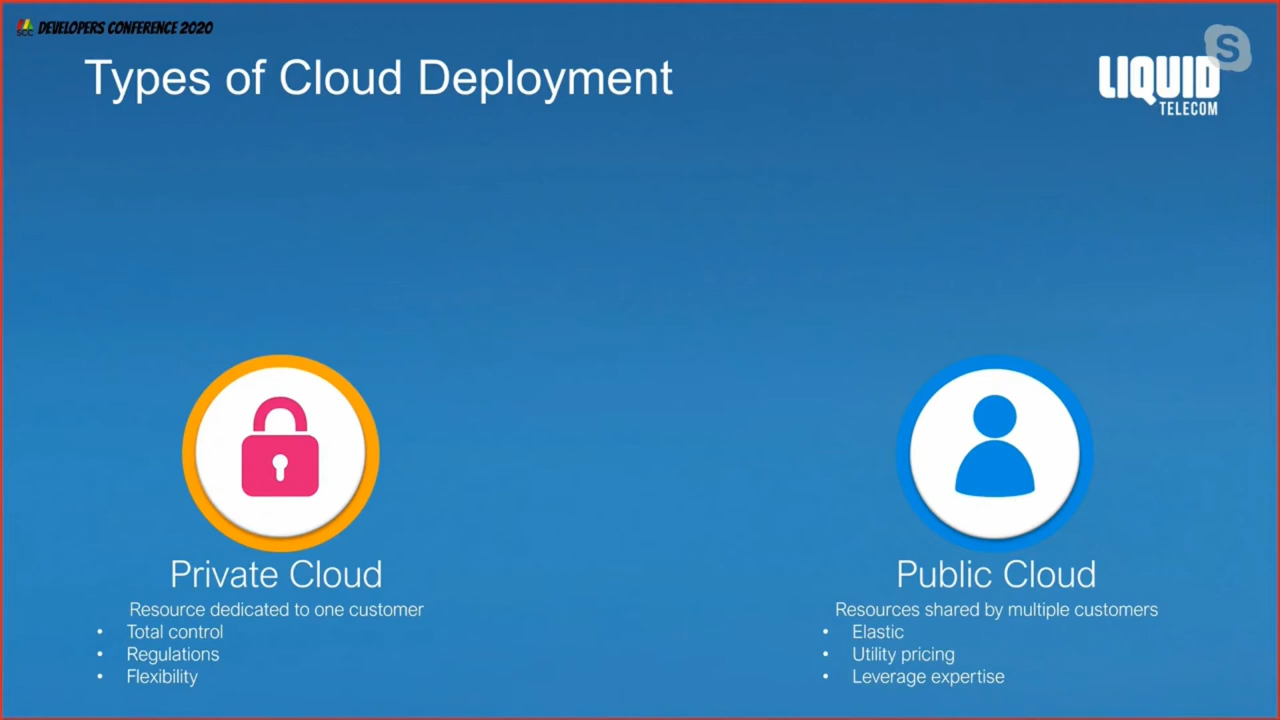 SCC DEVELOPERS CONFERENCE 2020
Types of Cloud Deployment
LIQUID
TELECOM
S
Private Cloud
Resource dedicated to one customer
• Total control
• Regulations
• Flexibility
Public Cloud
Resources shared by multiple customers
• Elastic
• Utility pricing
• Leverage expertise